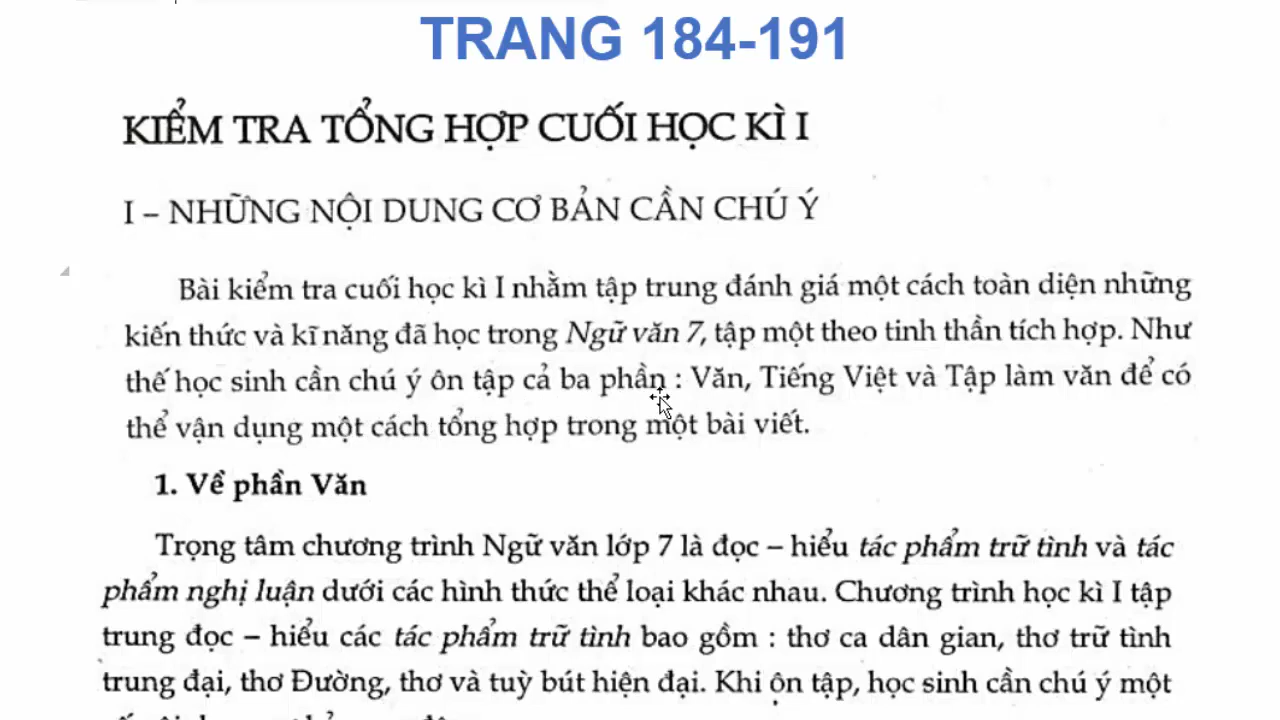 TRANG 184-191
KIỂM TRA TỔNG HỢP CUỐI HỌC KÌ I
I – NHỮNG NỘI DUNG CƠ BẢN CẦN CHÚ Ý
Bài kiểm tra cuối học kì I nhằm tập trung đánh giá một cách toàn diện những
kiến thức và kĩ năng đã học trong Ngữ văn 7, tập một theo tinh thần tích hợp. Như
thế học sinh cần chú ý ôn tập cả ba phần : Văn, Tiếng Việt và Tập làm văn để có
thể vận dụng một cách tổng hợp trong một bài viết.
1. Về phần Văn
Trọng tâm chương trình Ngữ văn lớp 7 là đọc – hiểu tác phẩm trữ tình và tác
phẩm nghị luận dưới các hình thức thể loại khác nhau. Chương trình học kì I tập
trung đọc – hiểu các tác phẩm trữ tình bao gồm : thơ ca dân gian, thơ trữ tình
trung đại, thơ Đường, thơ và tuỳ bút hiện đại. Khi ôn tập, học sinh cần chú ý một